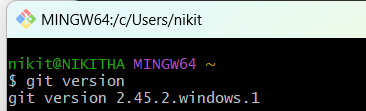 MINGW64:/c/Users/nikit
nikit@NIKITHA MINGW64 ~
$ git version
git version 2.45.2.windows.1